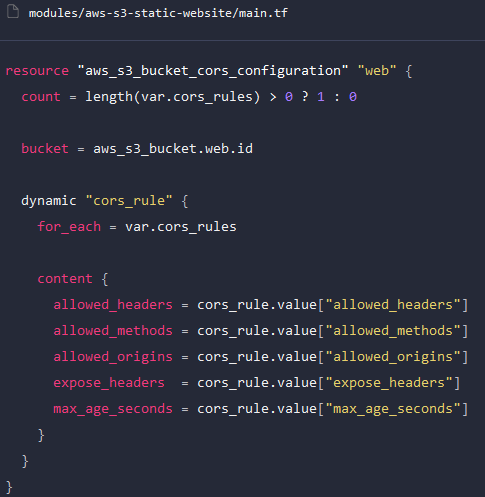 modules/aws-s3-static-website/main.tf
resource "aws_s3_bucket_cors_configuration" "web" {
  count = length(var.cors_rules) > 0 ? 1 : 0

  bucket = aws_s3_bucket.web.id

  dynamic "cors_rule" {
    for_each = var.cors_rules

    content {
      allowed_headers = cors_rule.value["allowed_headers"]
      allowed_methods = cors_rule.value["allowed_methods"]
      allowed_origins = cors_rule.value["allowed_origins"]
      expose_headers  = cors_rule.value["expose_headers"]
      max_age_seconds = cors_rule.value["max_age_seconds"]
    }
  }
}